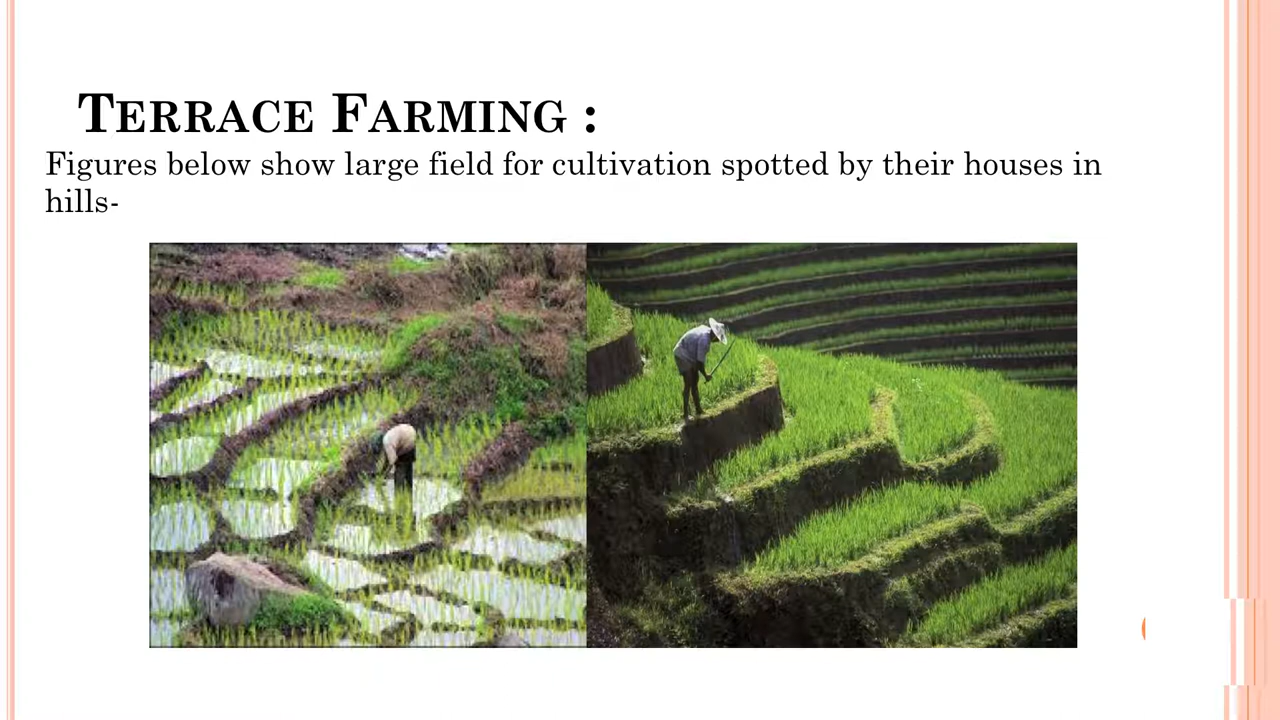 TERRACE FARMING :
Figures below show large field for cultivation spotted by their houses in
hills-